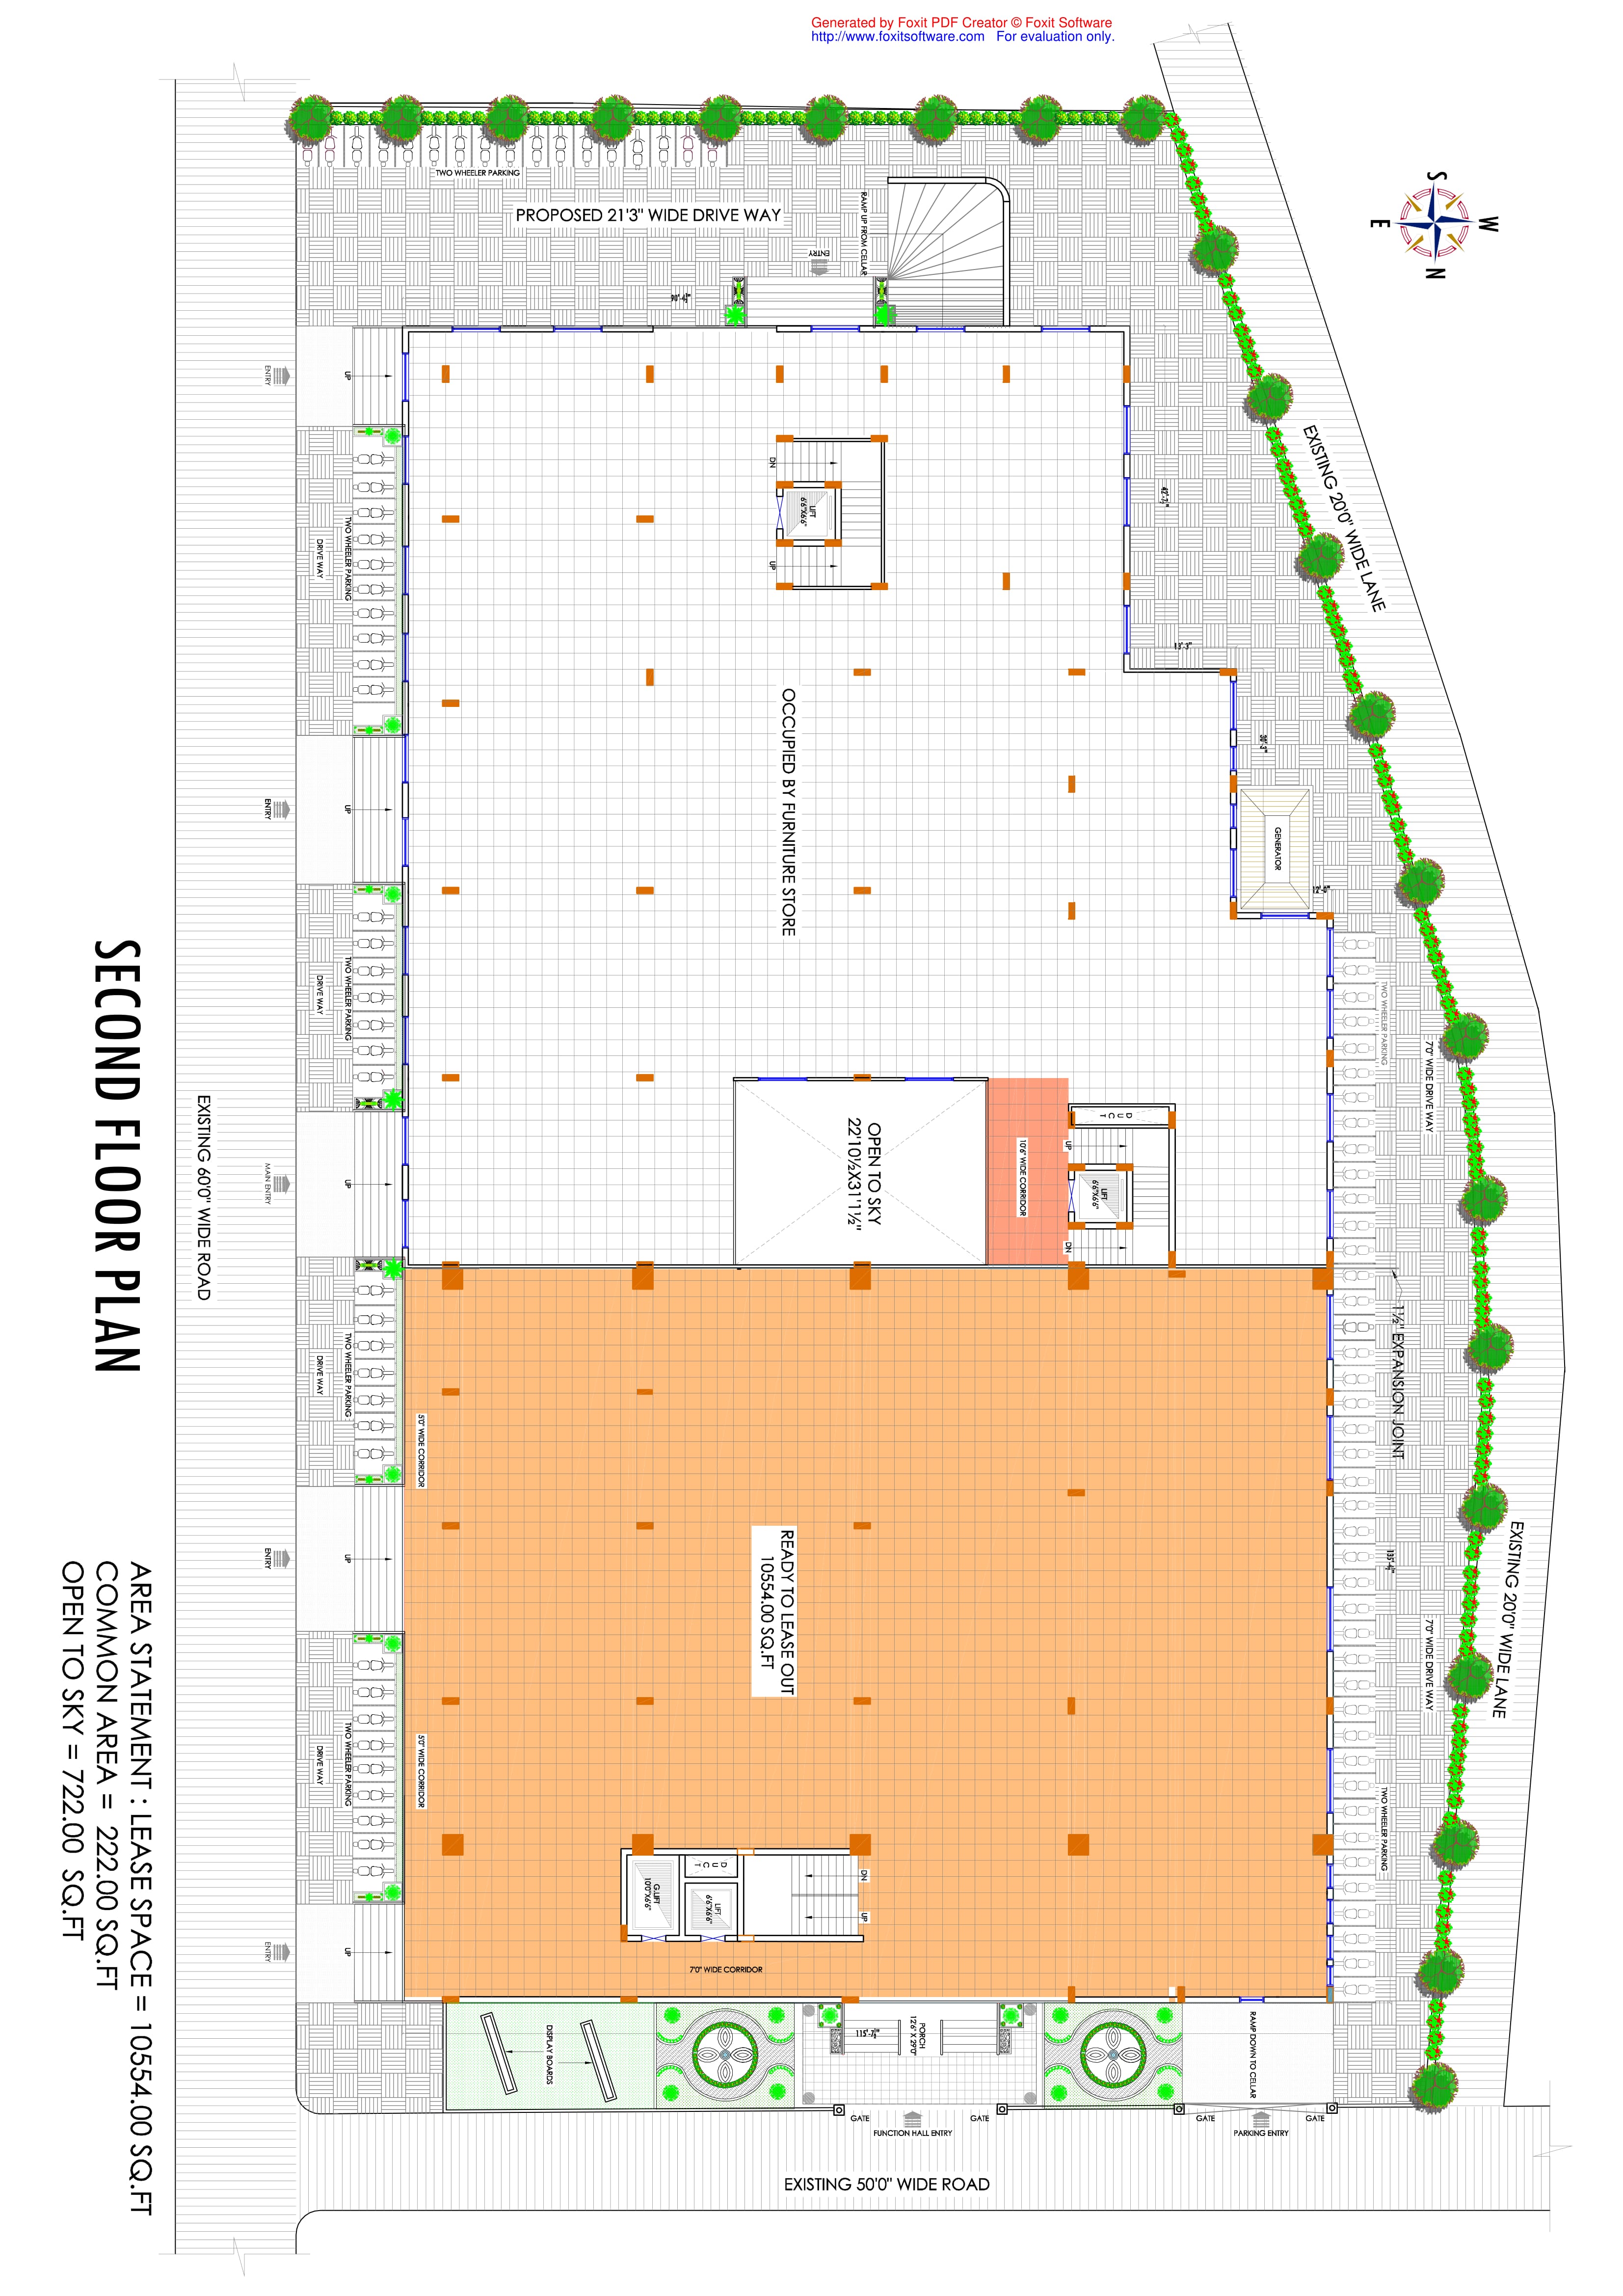 W
S
N
E
EXISTING 20'0" WIDE LANE
EXISTING 20'0" WIDE LANE
7'0" WIDE DRIVE WAY
7'0" WIDE DRIVE WAY
1½" EXPANSION JOINT
TWO WHEELER PARKING
TWO WHEELER PARKING
12'-0"
GENERATOR
30'-3"
13'-3"
GATE
PARKING ENTRY
RAMP DOWN TO CELLAR
GATE
DUCT
LIFT
6'6"X6'6"
UP
DN
10'6" WIDE CORRIDOR
Generated by Foxit PDF Creator © Foxit Software
http://www.foxitsoftware.com For evaluation only.
RAMP UP FROM CELLAR
ENTRY
LIFT
6'6"X6'6"
DN
UP
OCCUPIED BY FURNITURE STORE
OPEN TO SKY
22'10½X31'1½"
READY TO LEASE OUT
10554.00 SQ.FT
DN
UP
DUCT
LIFT
6'6"X6'6"
G.LIFT
10'0"X6'6"
7'0" WIDE CORRIDOR
GATE
PORCH
12'6" X 29'0"
FUNCTION HALL ENTRY
GATE
EXISTING 50'0" WIDE ROAD
DISPLAY BOARDS
PROPOSED 21'3" WIDE DRIVE WAY
TWO WHEELER PARKING
5'0" WIDE CORRIDOR
5'0" WIDE CORRIDOR
UP
TWO WHEELER PARKING
UP
TWO WHEELER PARKING
UP
TWO WHEELER PARKING
UP
TWO WHEELER PARKING
UP
DRIVE WAY
DRIVE WAY
DRIVE WAY
DRIVE WAY
ENTRY
ENTRY
MAIN ENTRY
ENTRY
ENTRY
EXISTING 60'0" WIDE ROAD
SECOND FLOOR PLAN
AREA STATEMENT : LEASE SPACE = 10554.00 SQ.FT
COMMON AREA = 222.00 SQ.FT
OPEN TO SKY = 722.00 SQ.FT